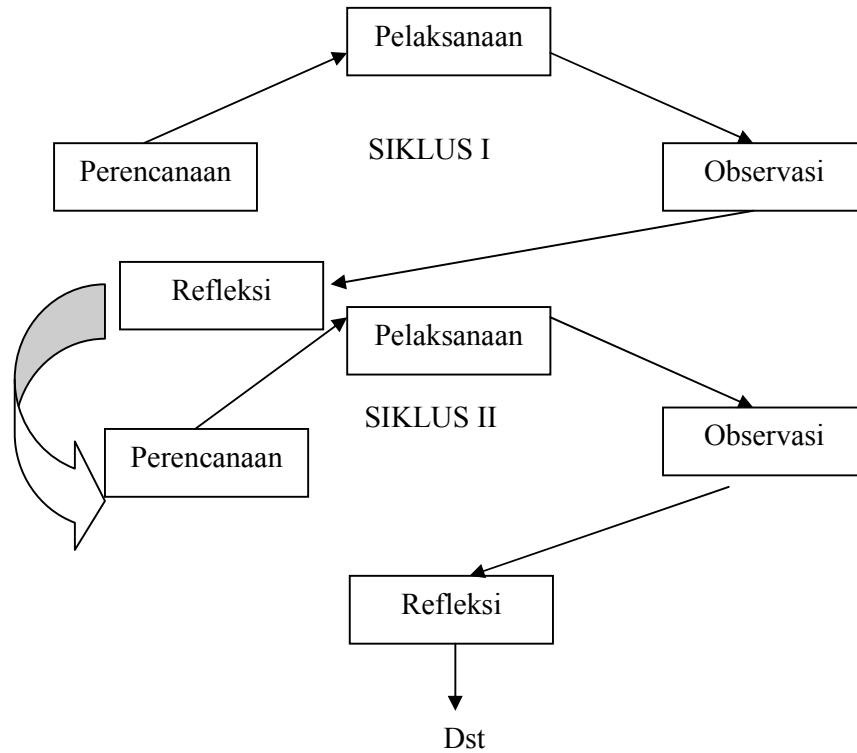 Pelaksanaan
Perencanaan
SIKLUS I
Observasi
Refleksi
Pelaksanaan
SIKLUS II
Observasi
Perencanaan
Refleksi
Dst